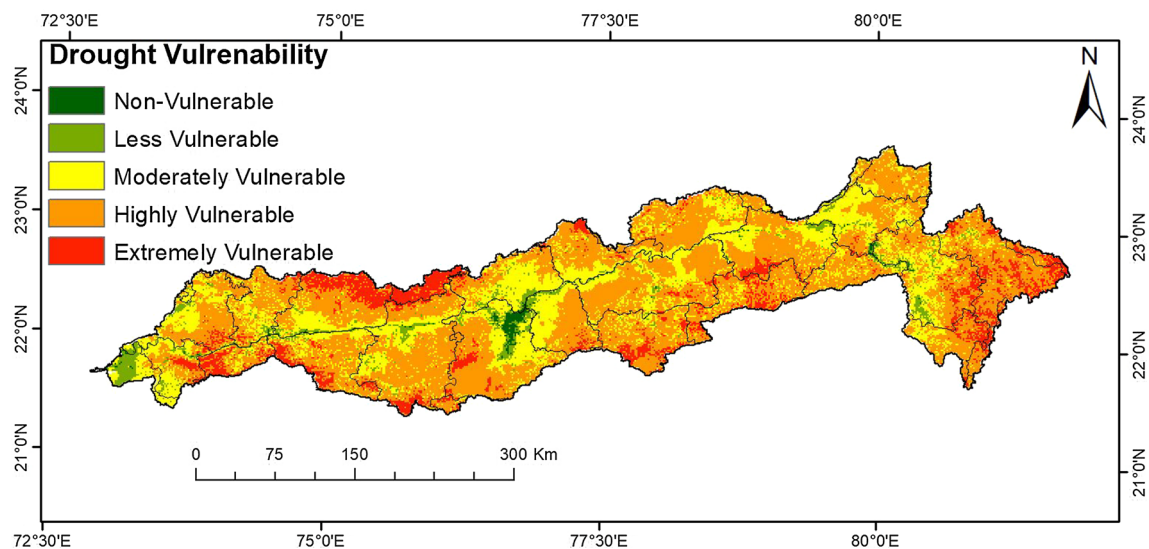 72°30'E 75°0'E 77°30'E 80°0'E
Drought Vulrenability
Non-Vulnerable
Less Vulnerable
Moderately Vulnerable
Highly Vulnerable
Extremely Vulnerable
N
24°0'N
23°0'N
22°0'N
21°0'N
24°0'N
23°0'N
22°0'N
21°0'N
0 75 150 300 Km
72°30'E 75°0'E 77°30'E 80°0'E